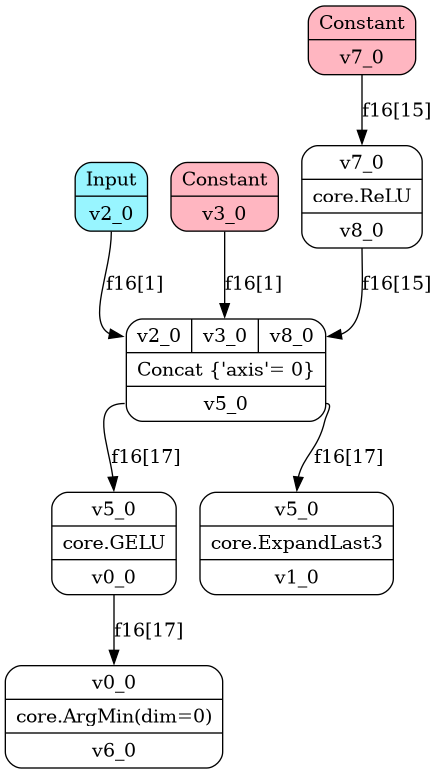 Constant
v7_0
f16[15]
v7_0
core.ReLU
v8_0
Input
v2_0
Constant
v3_0
f16[1]
f16[1]
f16[15]
v2_0 v3_0 v8_0
Concat {'axis'= 0}
v5_0
f16[17]
f16[17]
v5_0
core.GELU
v0_0
v5_0
core.ExpandLast3
v1_0
f16[17]
v0_0
core.ArgMin(dim=0)
v6_0